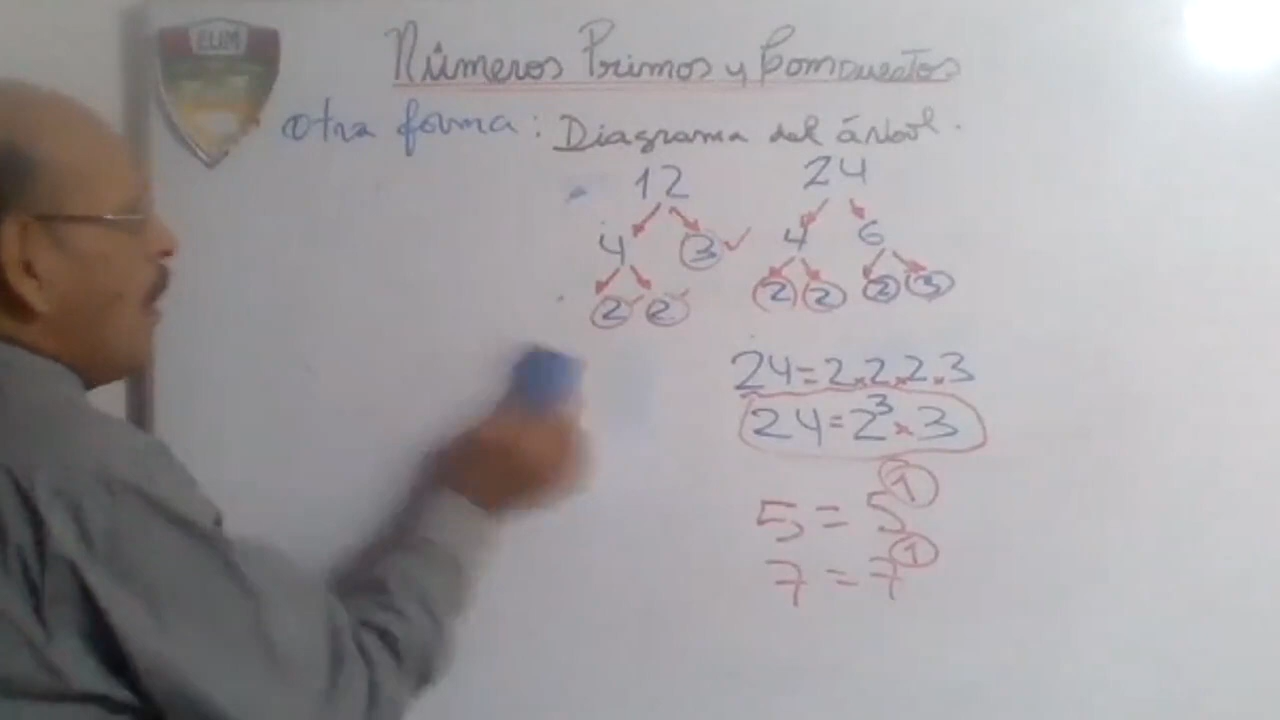 ELIM
Números Primos y Compuestos
otra forma: Diagrama del árbol.
12 24
4 3 4 6
2 2 2 2 2 3
24=2×2×2×3
24=2³×3
5=5¹
7=7¹